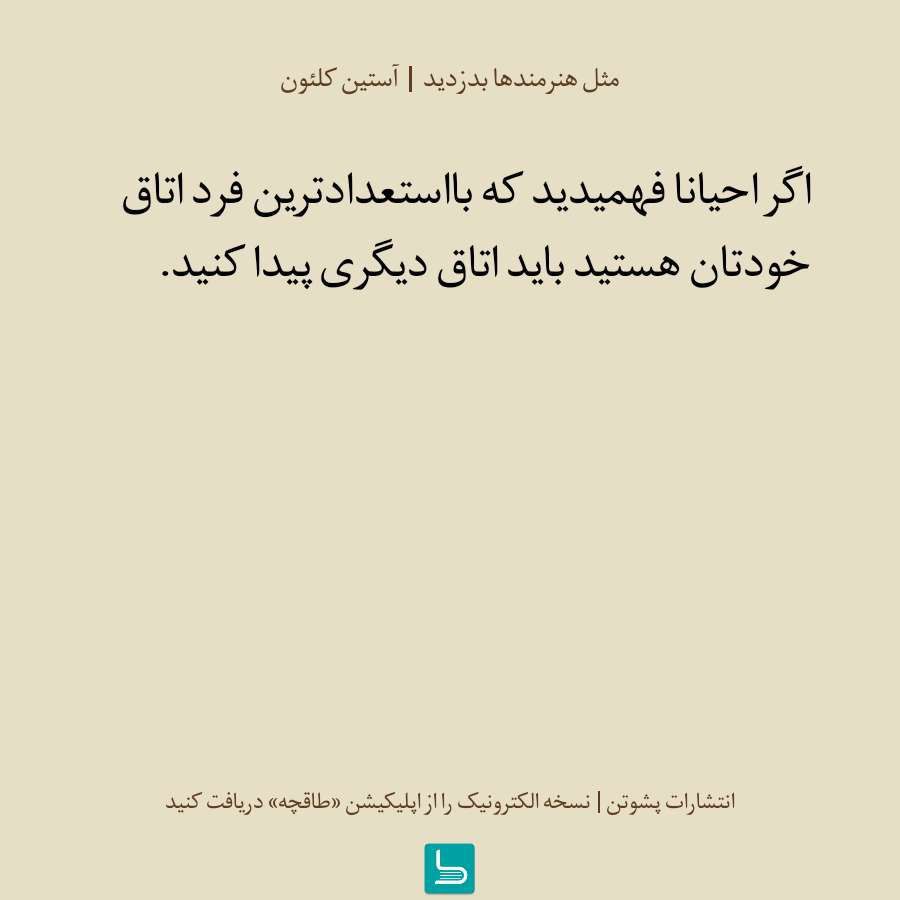 مثل هنرمندها بدزدید | آستین کلئون
اگر احیانا فهمیدید که بااستعدادترین فرد اتاق
خودتان هستید باید اتاق دیگری پیدا کنید.
انتشارات پشوتن | نسخه الکترونیک را از اپلیکیشن «طاقچه» دریافت کنید